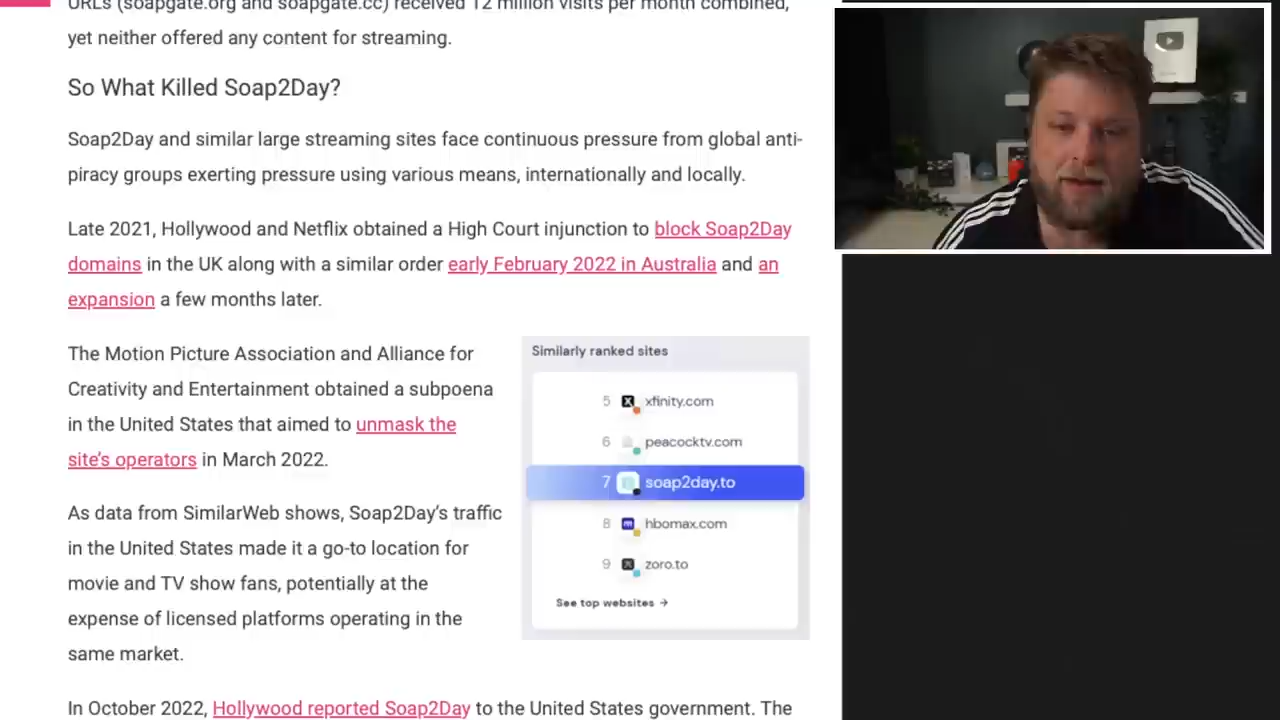 URLs (soapgate.org and soapgate.cc) received 12 million visits per month combined,
yet neither offered any content for streaming.
So What Killed Soap2Day?
Soap2Day and similar large streaming sites face continuous pressure from global anti-
piracy groups exerting pressure using various means, internationally and locally.
Late 2021, Hollywood and Netflix obtained a High Court injunction to block Soap2Day
domains in the UK along with a similar order early February 2022 in Australia and an
expansion a few months later.
The Motion Picture Association and Alliance for
Creativity and Entertainment obtained a subpoena
in the United States that aimed to unmask the
site's operators in March 2022.
As data from SimilarWeb shows, Soap2Day's traffic
in the United States made it a go-to location for
movie and TV show fans, potentially at the
expense of licensed platforms operating in the
same market.
Similarly ranked sites
5 xfinity.com
6 peacocktv.com
7 soap2day.to
8 hbomax.com
9 zoro.to
See top websites →
In October 2022, Hollywood reported Soap2Day to the United States government. The